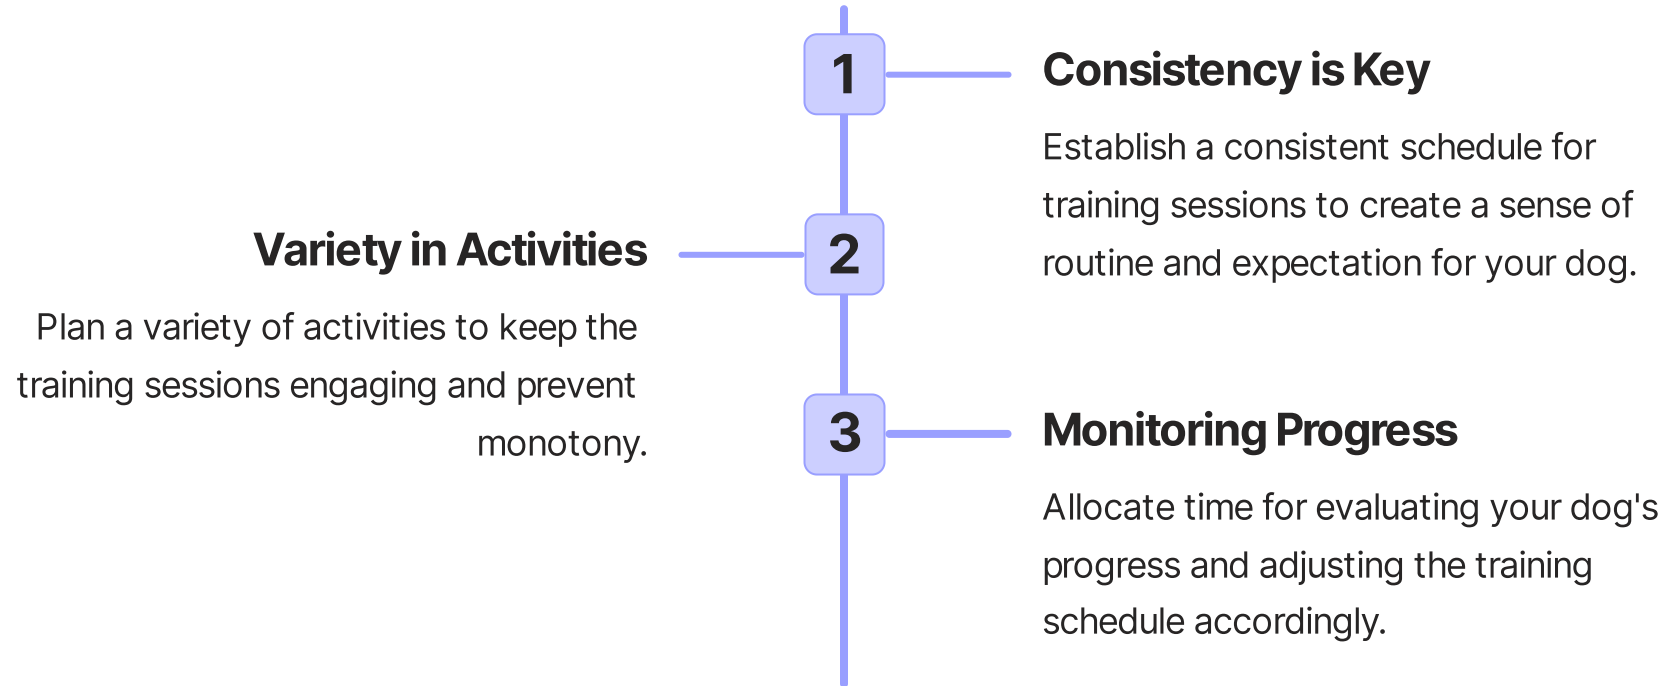 1
Consistency is Key
Establish a consistent schedule for
training sessions to create a sense of
routine and expectation for your dog.
2
Variety in Activities
Plan a variety of activities to keep the
training sessions engaging and prevent
monotony.
3
Monitoring Progress
Allocate time for evaluating your dog's
progress and adjusting the training
schedule accordingly.